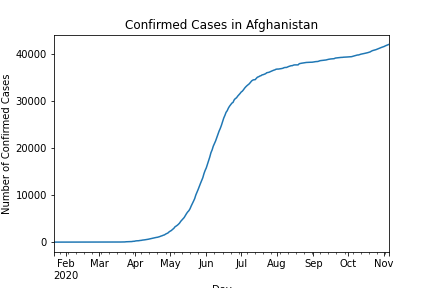 Confirmed Cases in Afghanistan
Number of Confirmed Cases
40000
30000
20000
10000
0
Feb Mar Apr May Jun Jul Aug Sep Oct Nov
2020